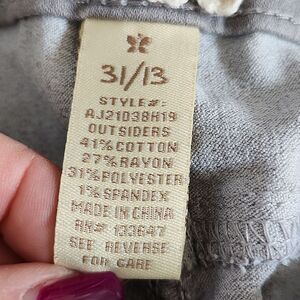 31/13
STYLE#:
AJ21D38H19
OUTSIDERS
41%COTTON
27%RAYON
31%POLYESTER
1%SPANDEX
MADE IN CHINA
RN# 133647
SEE REVERSE
FOR CARE